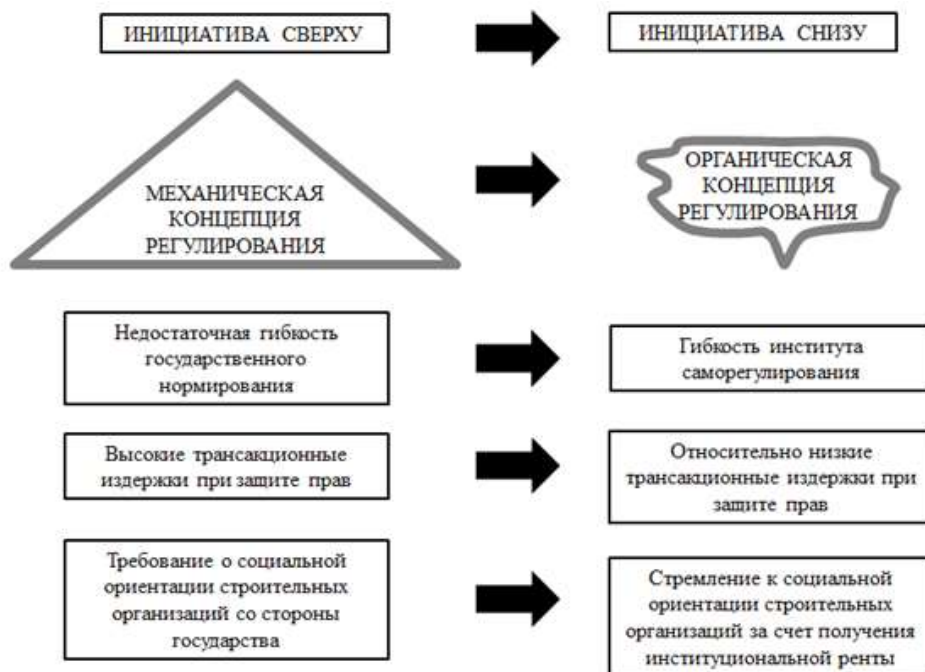 ИНИЦИАТИВА СВЕРХУ
ИНИЦИАТИВА СНИЗУ
МЕХАНИЧЕСКАЯ
КОНЦЕПЦИЯ
РЕГУЛИРОВАНИЯ
ОРГАНИЧЕСКАЯ
КОНЦЕПЦИЯ
РЕГУЛИРОВАНИЯ
Недостаточная гибкость
государственного
нормирования
Гибкость института
саморегулирования
Высокие трансакционные
издержки при защите прав
Относительно низкие
трансакционные издержки при
защите прав
Требование о социальной
ориентации строительных
организаций со стороны
государства
Стремление к социальной
ориентации строительных
организаций за счет получения
институциональной ренты